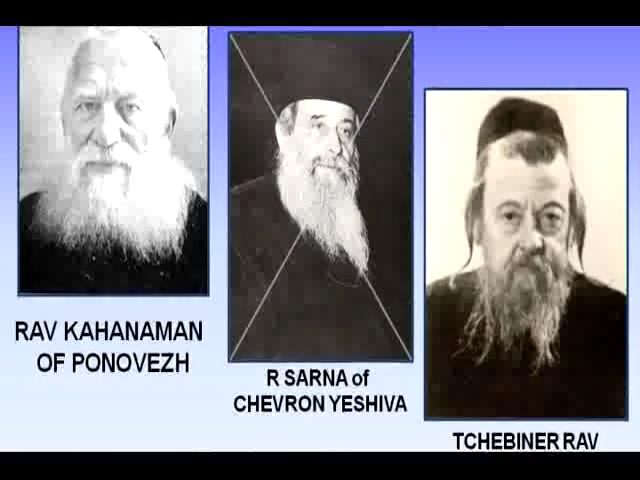 RAV KAHANAMAN
OF PONOVEZH
R SARNA of
CHEVRON YESHIVA
TCHEBINER RAV